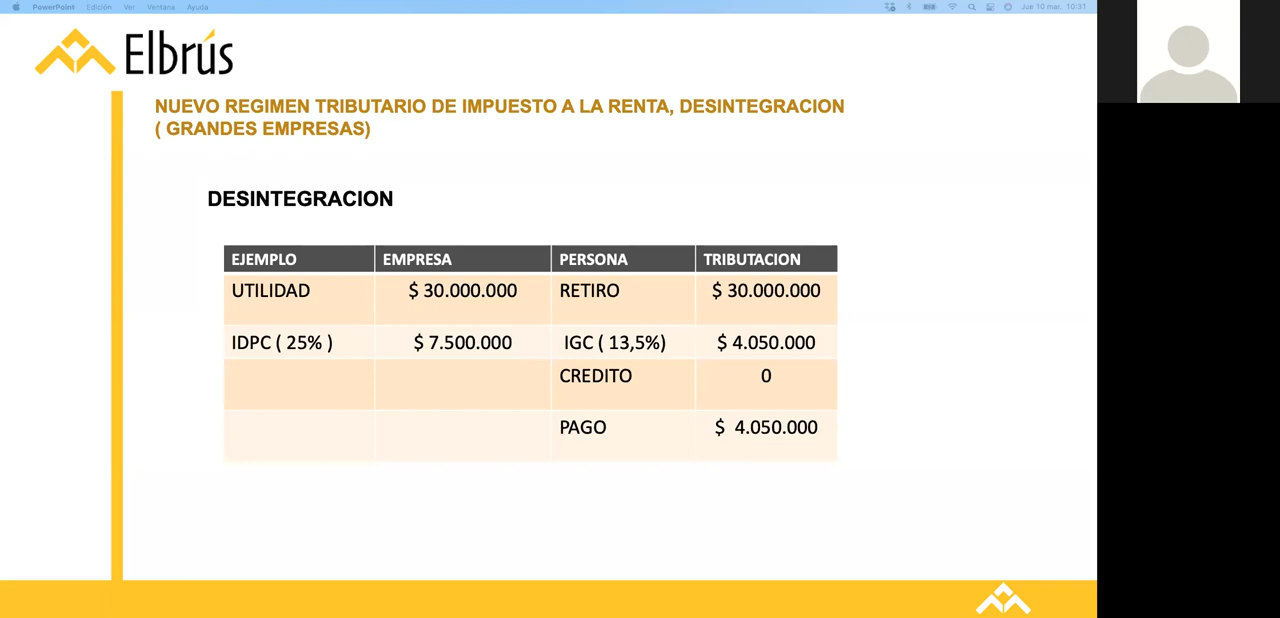 PowerPoint Edición Ver Ventana Ayuda Jue 10 mar. 10:31
Elbrús
NUEVO REGIMEN TRIBUTARIO DE IMPUESTO A LA RENTA, DESINTEGRACION
( GRANDES EMPRESAS)
DESINTEGRACION
EJEMPLO EMPRESA PERSONA TRIBUTACION
UTILIDAD $ 30.000.000 RETIRO $ 30.000.000
IDPC ( 25% ) $ 7.500.000 IGC ( 13,5%) $ 4.050.000
CREDITO 0
PAGO $ 4.050.000